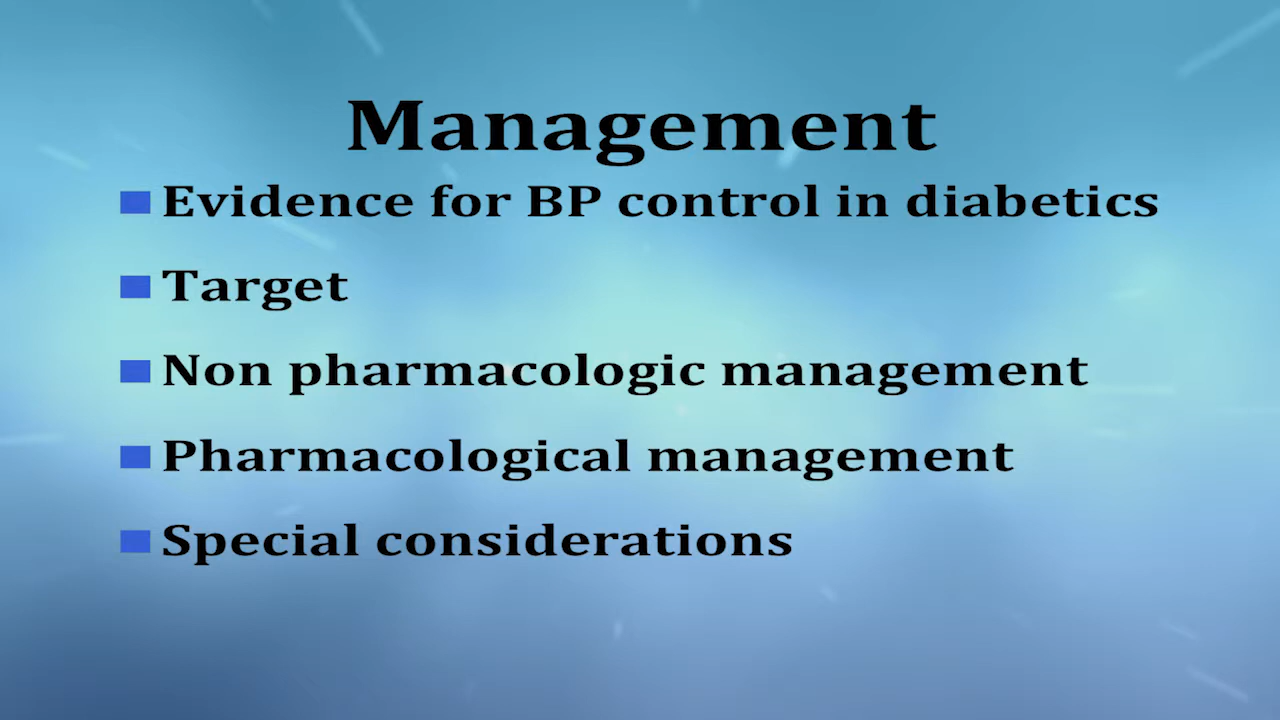 Management
Evidence for BP control in diabetics
Target
Non pharmacologic management
Pharmacological management
Special considerations